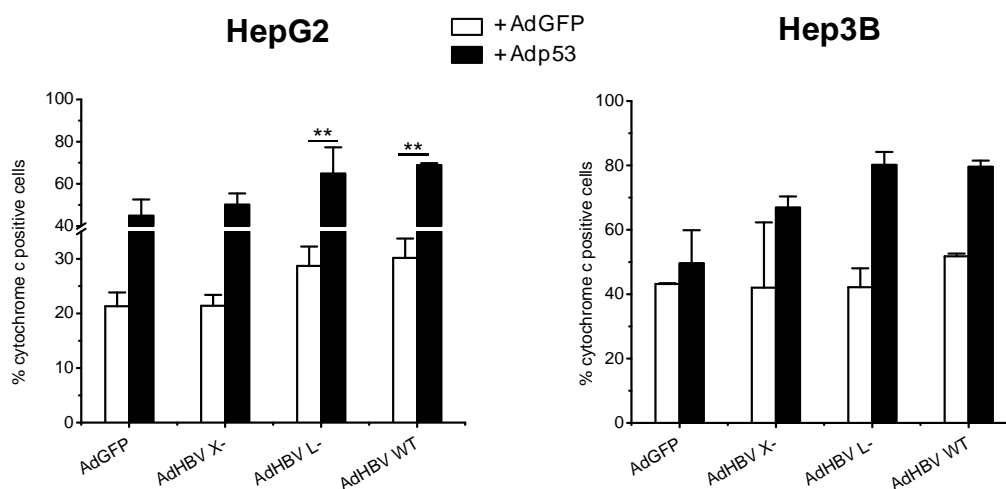 HepG2
+AdGFP
+Adp53
Hep3B
% cytochrome c positive cells
100
80
60
40
30
20
10
0
**
**
AdGFP
AdHBV X-
AdHBV L-
AdHBV WT
% cytochrome c positive cells
100
80
60
40
20
0
AdGFP
AdHBV X-
AdHBV L-
AdHBV WT